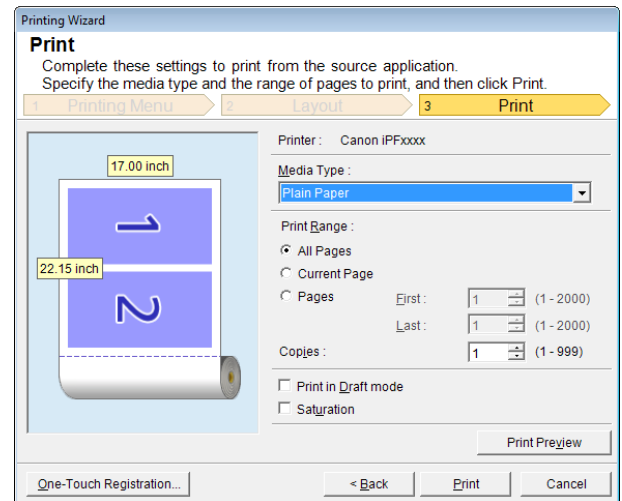 Printing Wizard
Print
Complete these settings to print from the source application.
Specify the media type and the range of pages to print, and then click Print.
1 Printing Menu 2 Layout 3 Print
Printer : Canon iPFxxxx
17.00 inch
Media Type :
Plain Paper
1
Print Range :
All Pages
22.15 inch
Current Page
Pages First : 1 (1 - 2000)
2
Last : 1 (1 - 2000)
Copies : 1 (1 - 999)
Print in Draft mode
Saturation
Print Preview
One-Touch Registration... < Back Print Cancel